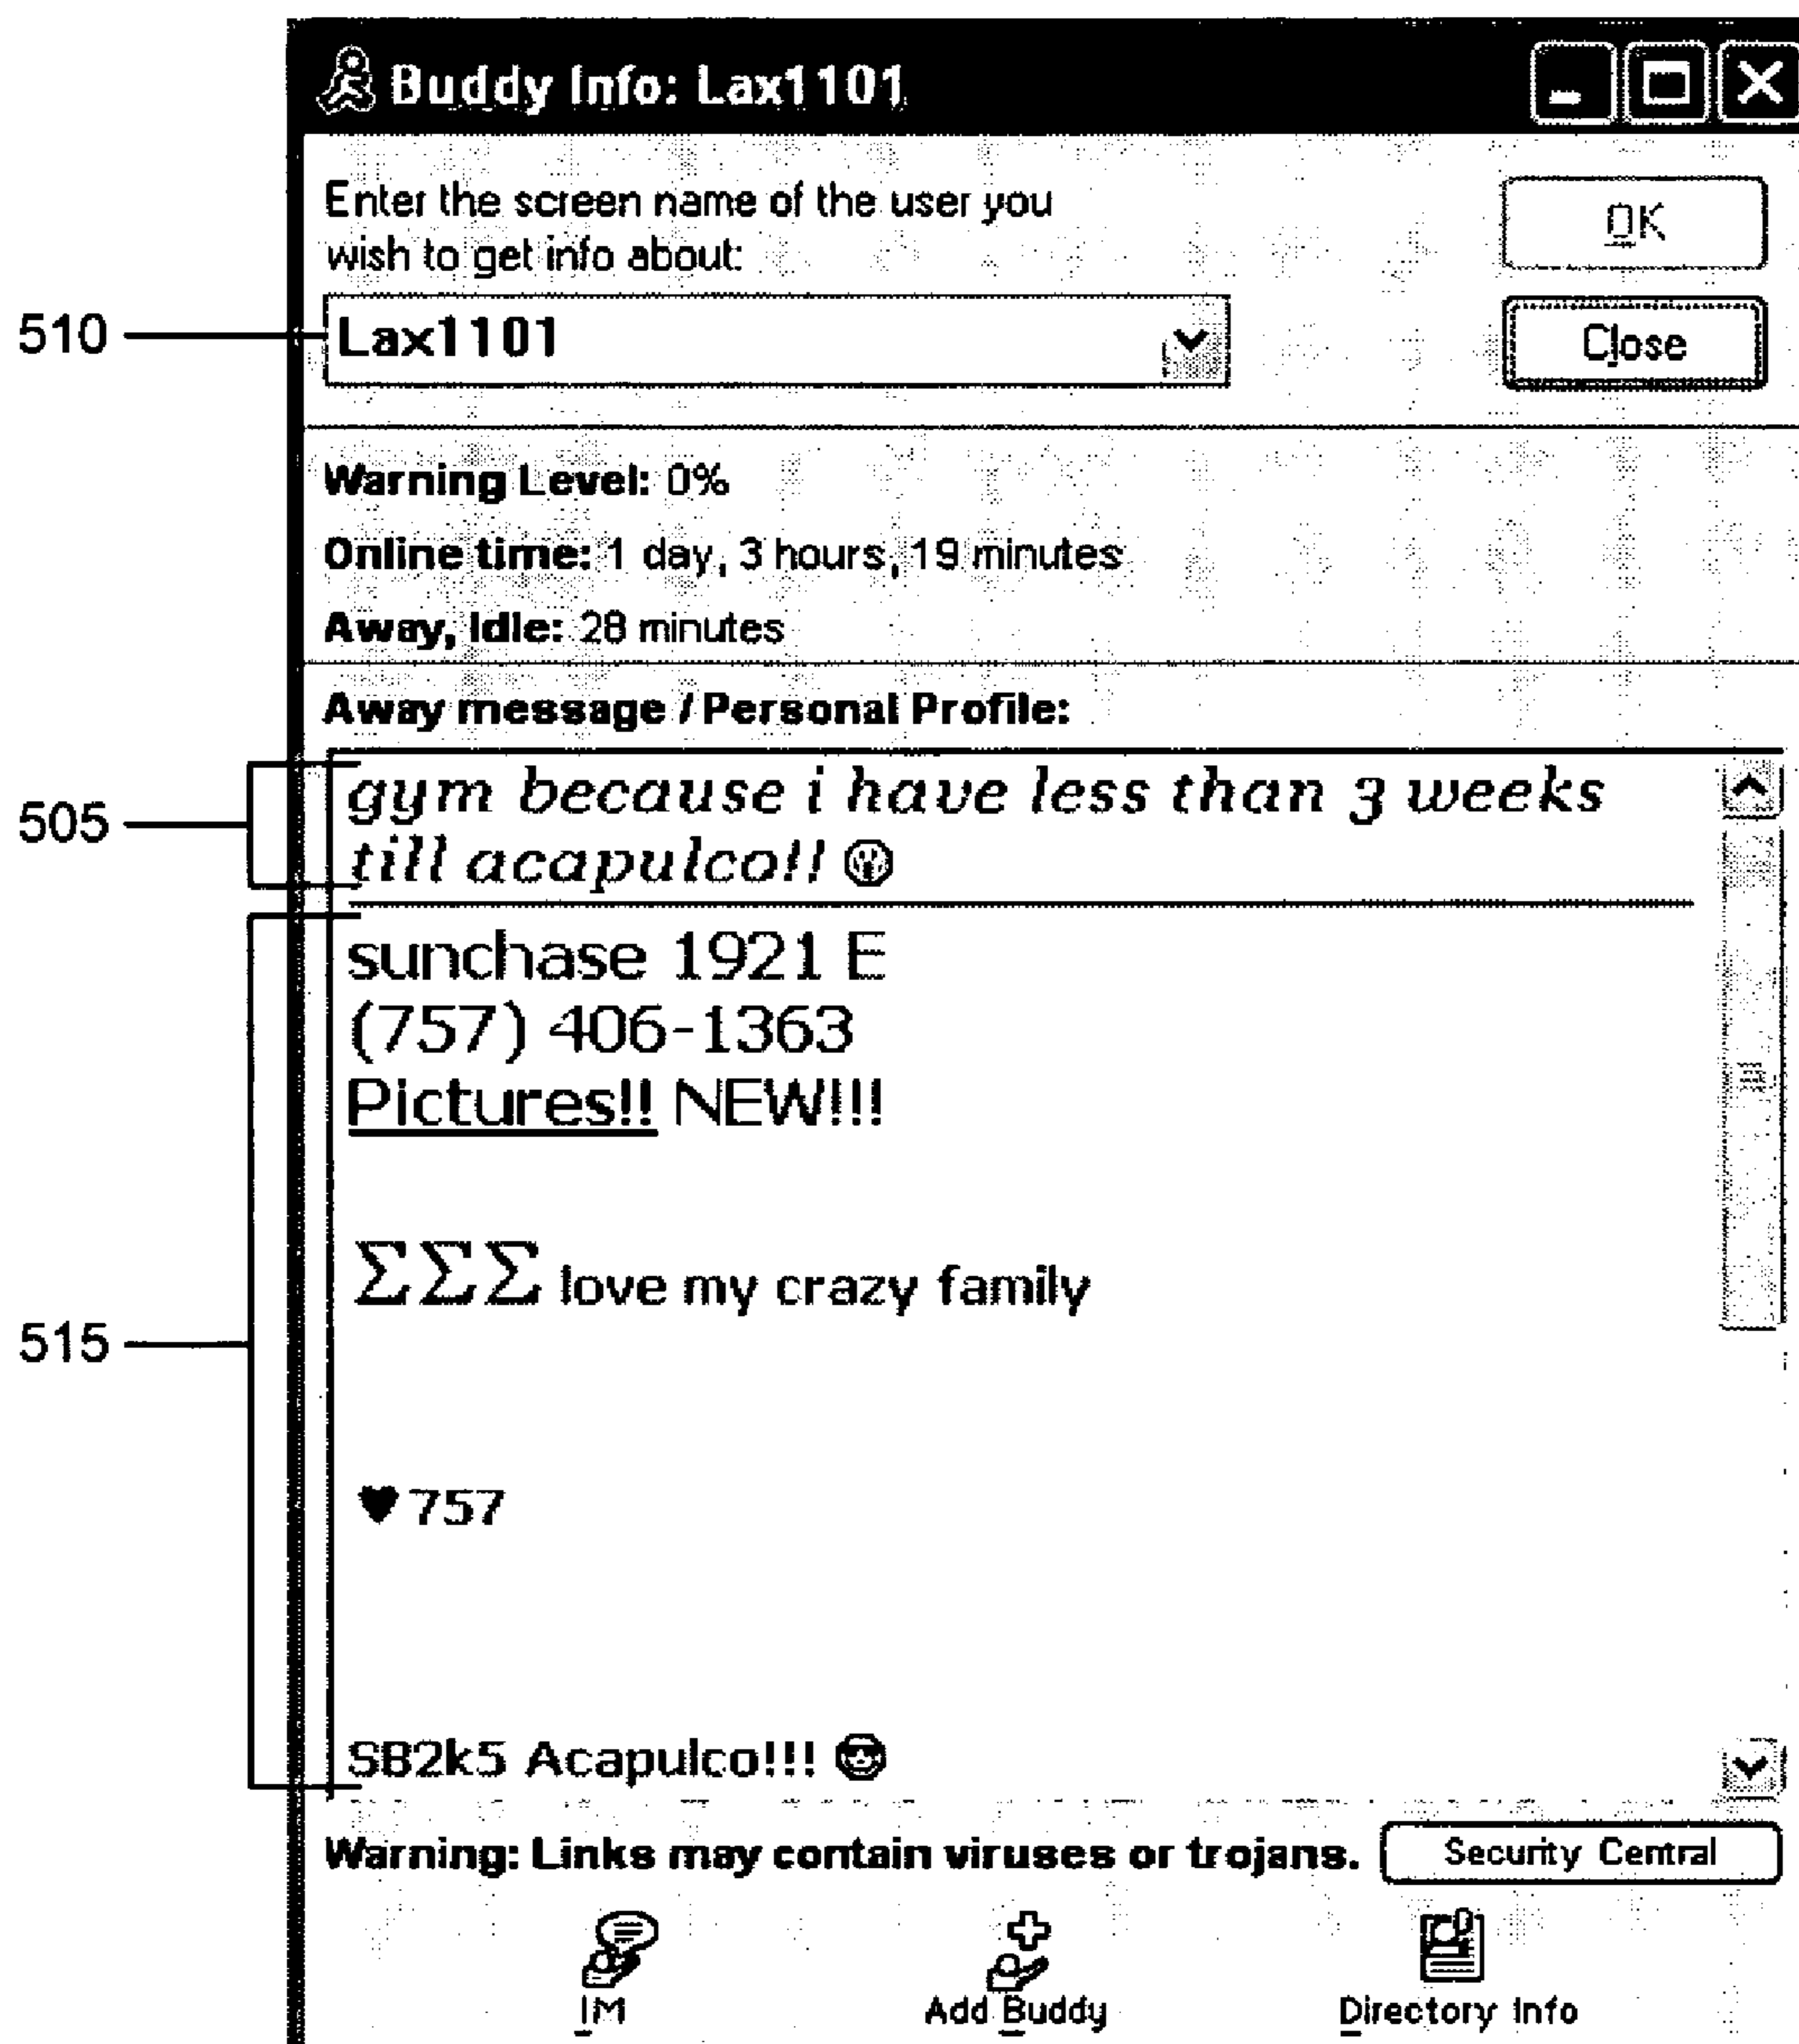 Buddy Info: Lax1101
Enter the screen name of the user you
wish to get info about:
OK
510
Lax1101
Close
Warning Level: 0%
Online time: 1 day, 3 hours, 19 minutes
Away, Idle: 28 minutes
Away message / Personal Profile:
505
gym because i have less than 3 weeks
till acapulco!!
sunchase 1921 E
(757) 406-1363
Pictures!! NEW!!!
ΣΣΣ love my crazy family
515
♥757
SB2k5 Acapulco!!!
Warning: Links may contain viruses or trojans.
Security Central
IM
Add Buddy
Directory Info